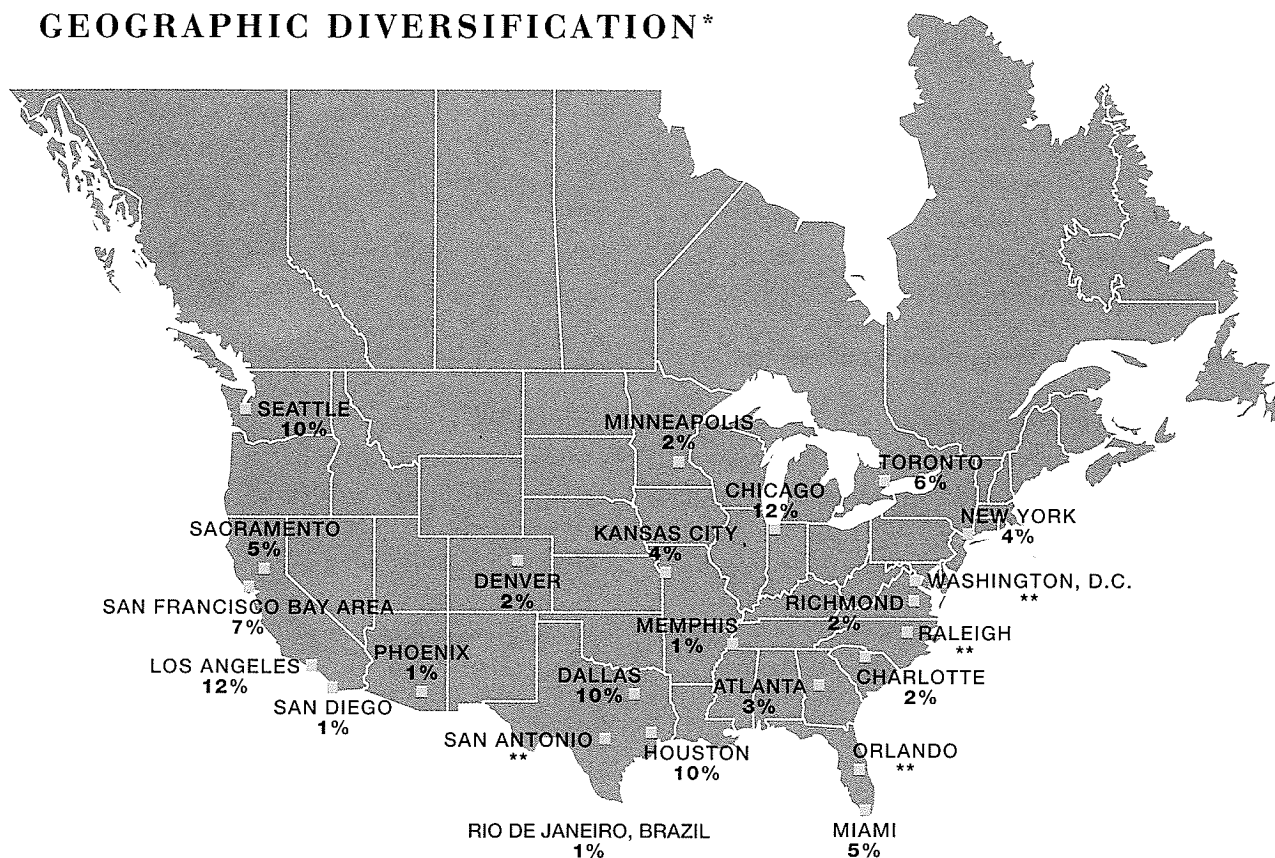 GEOGRAPHIC DIVERSIFICATION*
SEATTLE
10%
MINNEAPOLIS
2%
TORONTO
6%
CHICAGO
12%
NEW YORK
4%
SACRAMENTO
5%
KANSAS CITY
4%
DENVER
2%
WASHINGTON, D.C.
**
SAN FRANCISCO BAY AREA
7%
RICHMOND
2%
MEMPHIS
1%
RALEIGH
**
LOS ANGELES
12%
PHOENIX
1%
DALLAS
10%
ATLANTA
3%
CHARLOTTE
2%
SAN DIEGO
1%
SAN ANTONIO
**
HOUSTON
10%
ORLANDO
**
RIO DE JANEIRO, BRAZIL
1%
MIAMI
5%